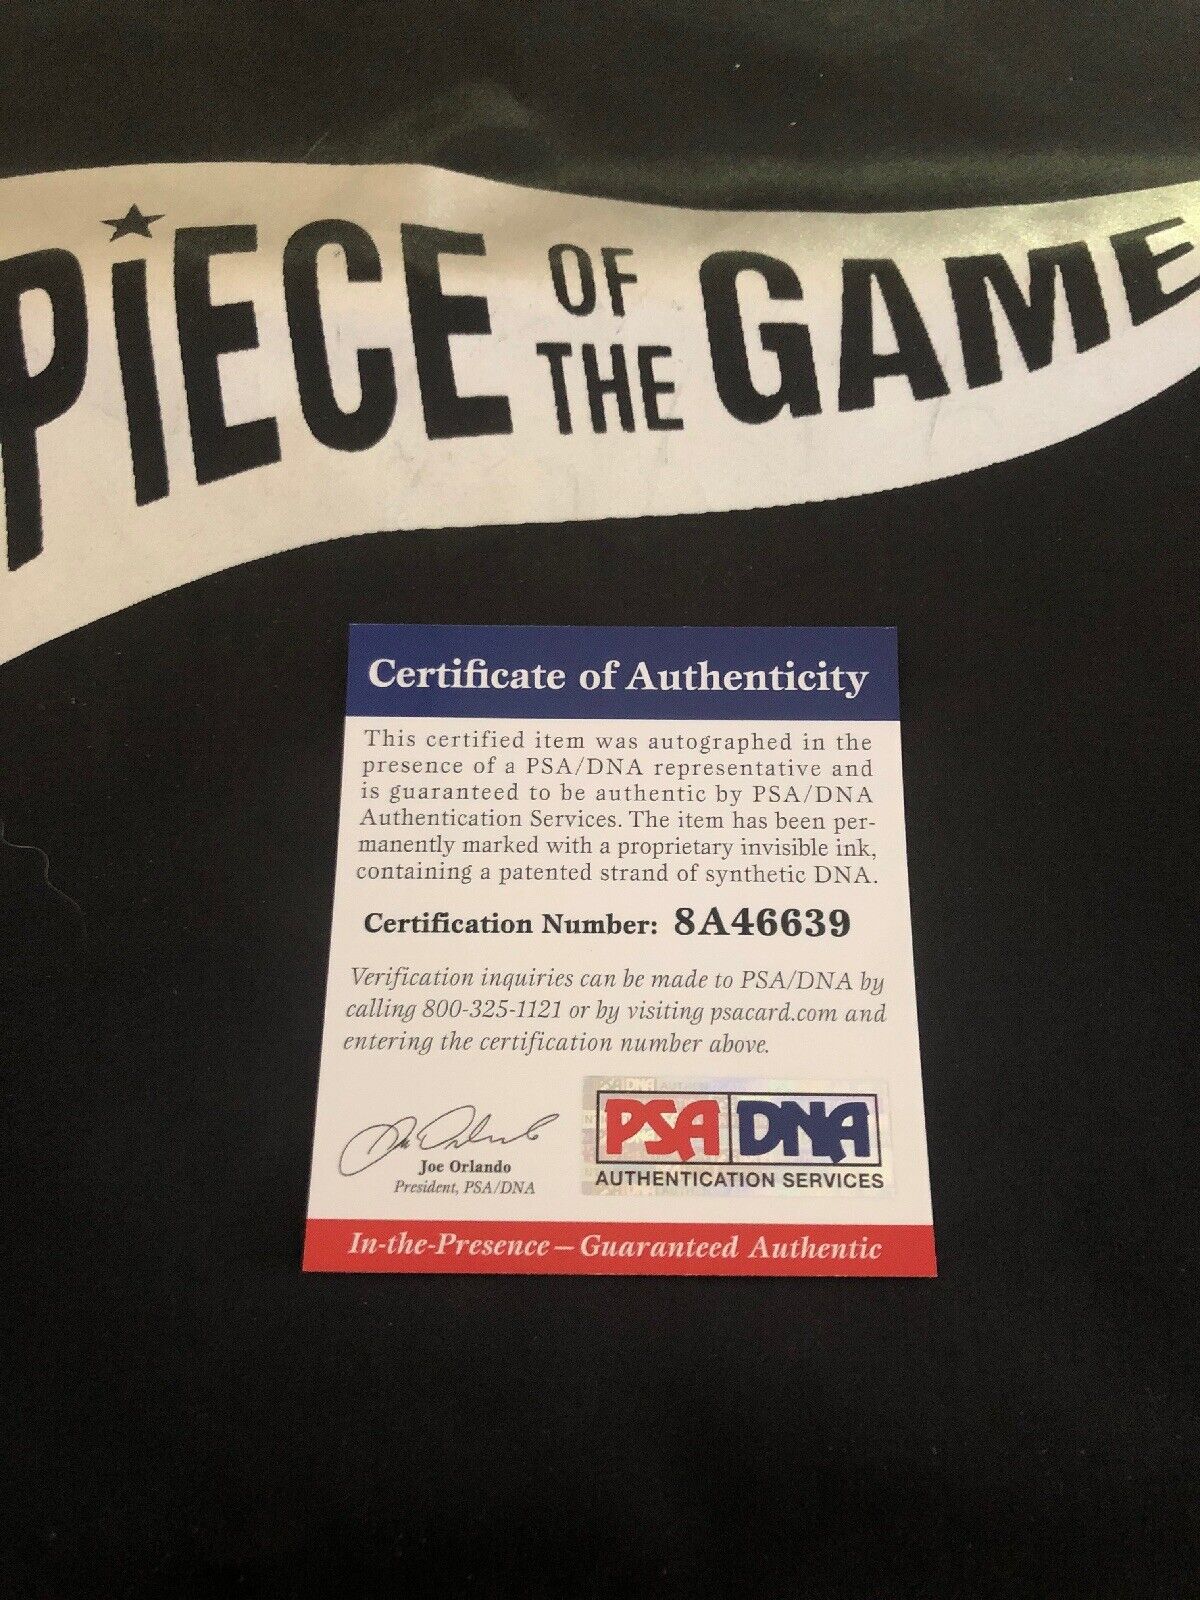 PiECE OF THE GAME
Certificate of Authenticity
This certified item was autographed in the
presence of a PSA/DNA representative and
is guaranteed to be authentic by PSA/DNA
Authentication Services. The item has been per-
manently marked with a proprietary invisible ink,
containing a patented strand of synthetic DNA.
Certification Number: 8A46639
Verification inquiries can be made to PSA/DNA by
calling 800-325-1121 or by visiting psacard.com and
entering the certification number above.
Joe Orlando
President, PSA/DNA
PSA DNA
AUTHENTICATION SERVICES
In-the-Presence – Guaranteed Authentic